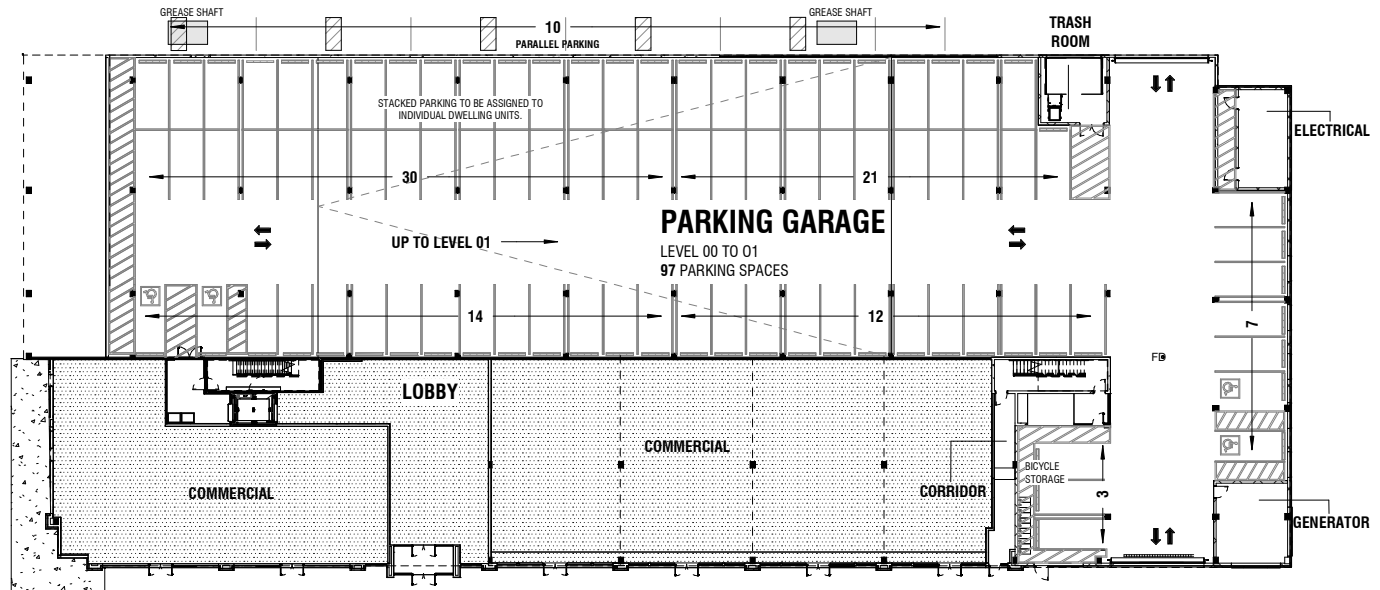 GREASE SHAFT
10
PARALLEL PARKING
GREASE SHAFT
TRASH
ROOM
STACKED PARKING TO BE ASSIGNED TO
INDIVIDUAL DWELLING UNITS.
ELECTRICAL
30
21
PARKING GARAGE
LEVEL 00 TO 01
97 PARKING SPACES
UP TO LEVEL 01
14
12
7
FD
LOBBY
COMMERCIAL
COMMERCIAL
CORRIDOR
BICYCLE
STORAGE
3
GENERATOR